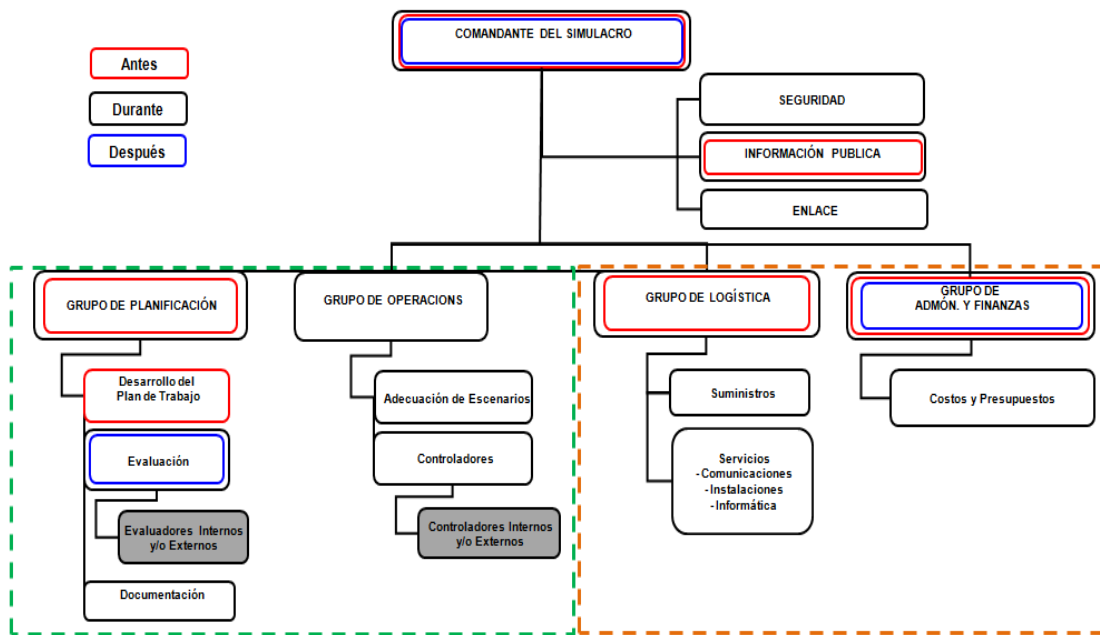 COMANDANTE DEL SIMULACRO
Antes
Durante
Después
SEGURIDAD
INFORMACIÓN PUBLICA
ENLACE
GRUPO DE PLANIFICACIÓN
GRUPO DE OPERACIONS
GRUPO DE LOGÍSTICA
GRUPO DE
ADMÓN. Y FINANZAS
Desarrollo del
Plan de Trabajo
Evaluación
Evaluadores Internos
y/o Externos
Documentación
Adecuación de Escenarios
Controladores
Controladores Internos
y/o Externos
Suministros
Servicios
- Comunicaciones
- Instalaciones
- Informática
Costos y Presupuestos